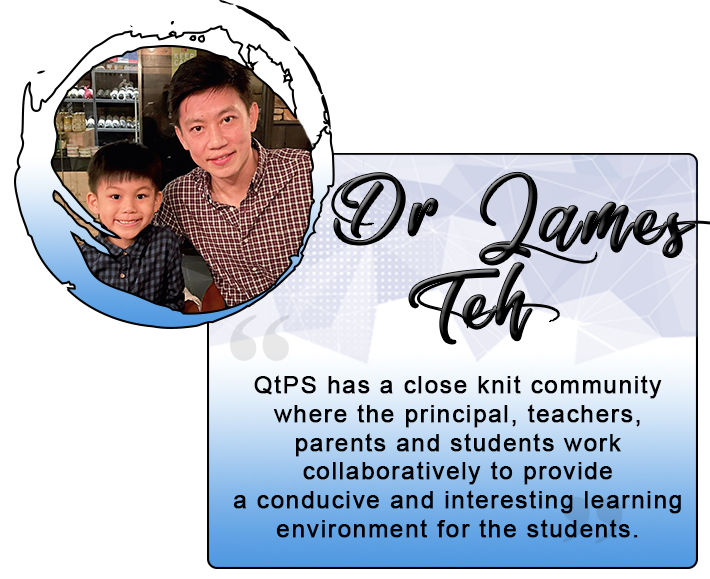 Dr James
Teh
QtPS has a close knit community
where the principal, teachers,
parents and students work
collaboratively to provide
a conducive and interesting learning
environment for the students.